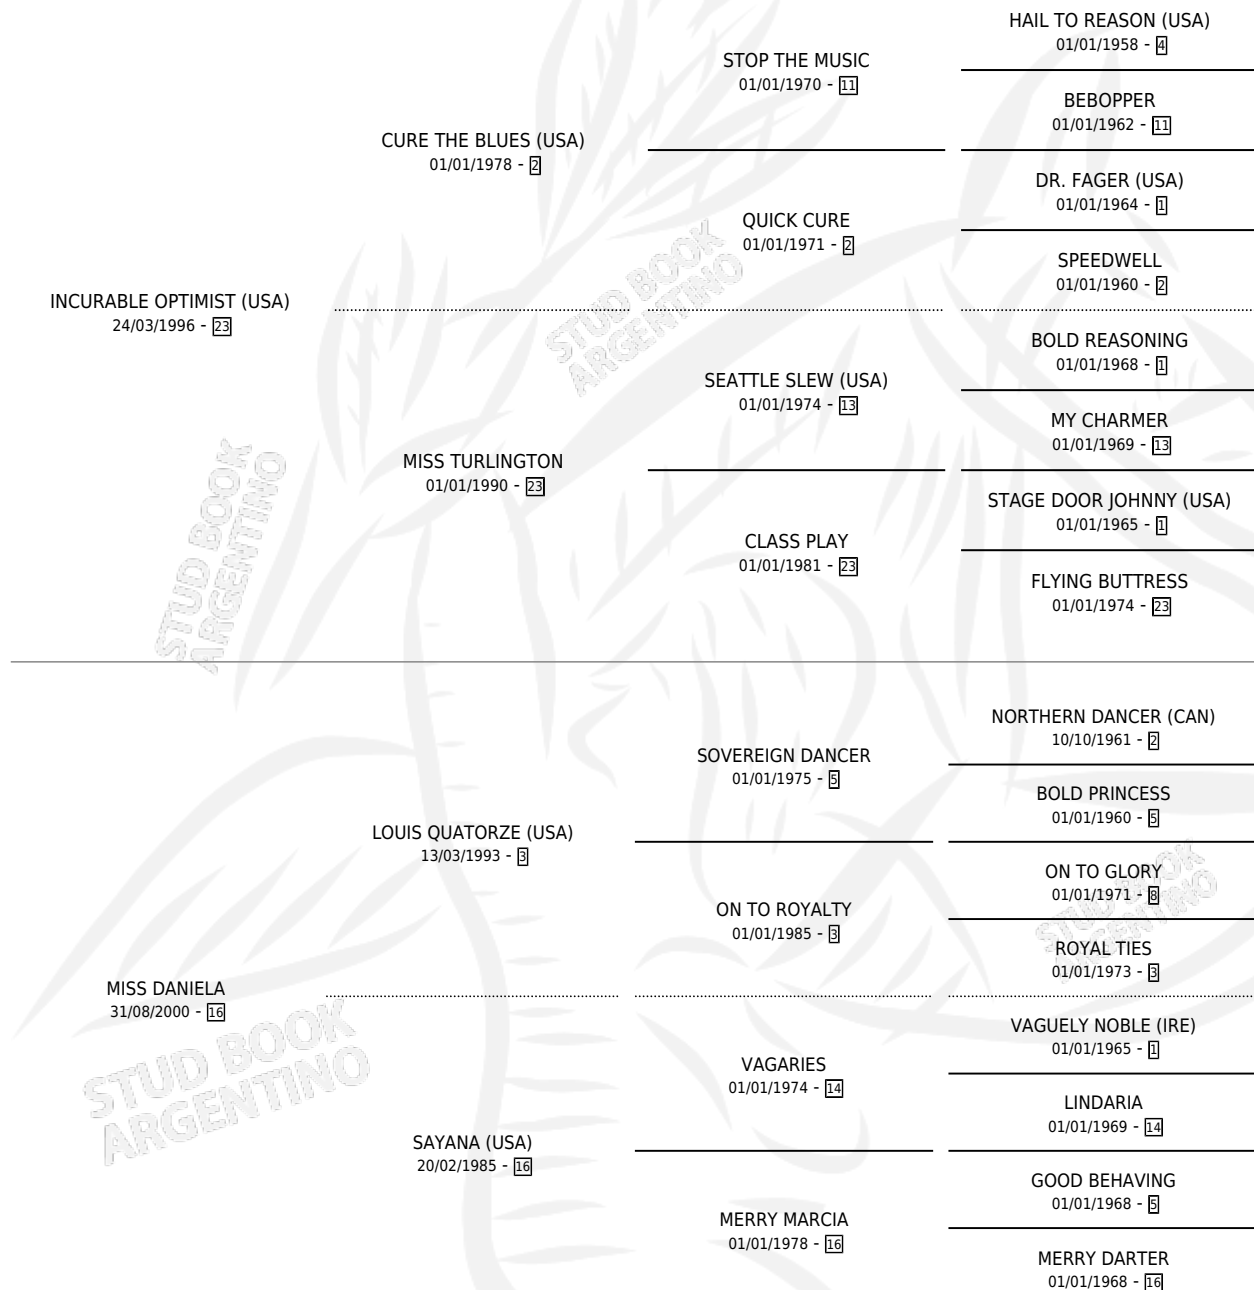 HAIL TO REASON (USA)
01/01/1958 - 4
STOP THE MUSIC
01/01/1970 - 11
BEBOPPER
01/01/1962 - 11
CURE THE BLUES (USA)
01/01/1978 - 2
DR. FAGER (USA)
01/01/1964 - 1
QUICK CURE
01/01/1971 - 2
SPEEDWELL
01/01/1960 - 2
INCURABLE OPTIMIST (USA)
24/03/1996 - 23
BOLD REASONING
01/01/1968 - 1
SEATTLE SLEW (USA)
01/01/1974 - 13
MY CHARMER
01/01/1969 - 13
MISS TURLINGTON
01/01/1990 - 23
STAGE DOOR JOHNNY (USA)
01/01/1965 - 1
CLASS PLAY
01/01/1981 - 23
FLYING BUTTRESS
01/01/1974 - 23
NORTHERN DANCER (CAN)
10/10/1961 - 2
SOVEREIGN DANCER
01/01/1975 - 5
BOLD PRINCESS
01/01/1960 - 5
LOUIS QUATORZE (USA)
13/03/1993 - 3
ON TO GLORY
01/01/1971 - 8
ON TO ROYALTY
01/01/1985 - 3
ROYAL TIES
01/01/1973 - 3
MISS DANIELA
31/08/2000 - 16
VAGUELY NOBLE (IRE)
01/01/1965 - 1
VAGARIES
01/01/1974 - 14
LINDARIA
01/01/1969 - 14
SAYANA (USA)
20/02/1985 - 16
GOOD BEHAVING
01/01/1968 - 5
MERRY MARCIA
01/01/1978 - 16
MERRY DARTER
01/01/1968 - 16
STUD BOOK
ARGENTINO
STUD BOOK
ARGENTINO
STUD BOOK
ARGENTINO
STUD BOOK
ARGENTINO